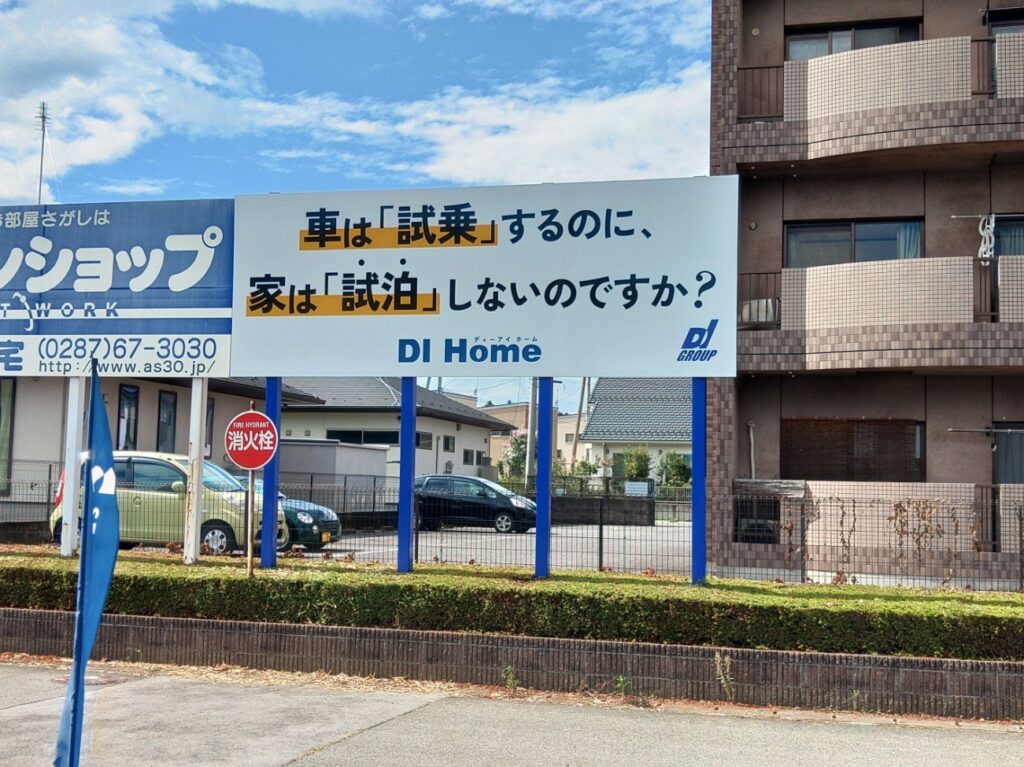 部屋さがしは
ンショップ
T WORK
宅 (0287)67-3030
http://www.as30.jp/
車は「試乗」するのに、
家は「試泊」しないのですか?
ディーアイ ホーム
DI Home
DI
GROUP
FIRE HYDRANT
消火栓